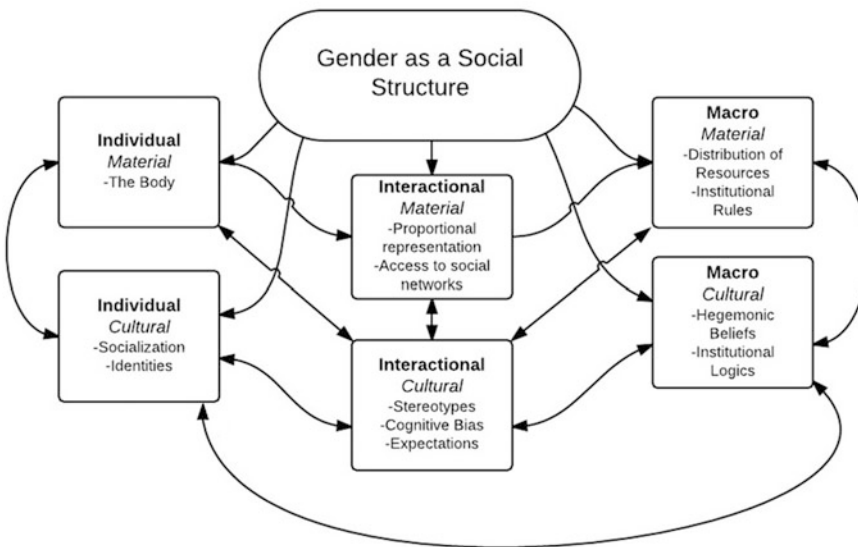 Gender as a Social
Structure
Individual
Material
-The Body
Individual
Cultural
-Socialization
-Identities
Interactional
Material
-Proportional
representation
-Access to social
networks
Interactional
Cultural
-Stereotypes
-Cognitive Bias
-Expectations
Macro
Material
-Distribution of
Resources
-Institutional
Rules
Macro
Cultural
-Hegemonic
Beliefs
-Institutional
Logics